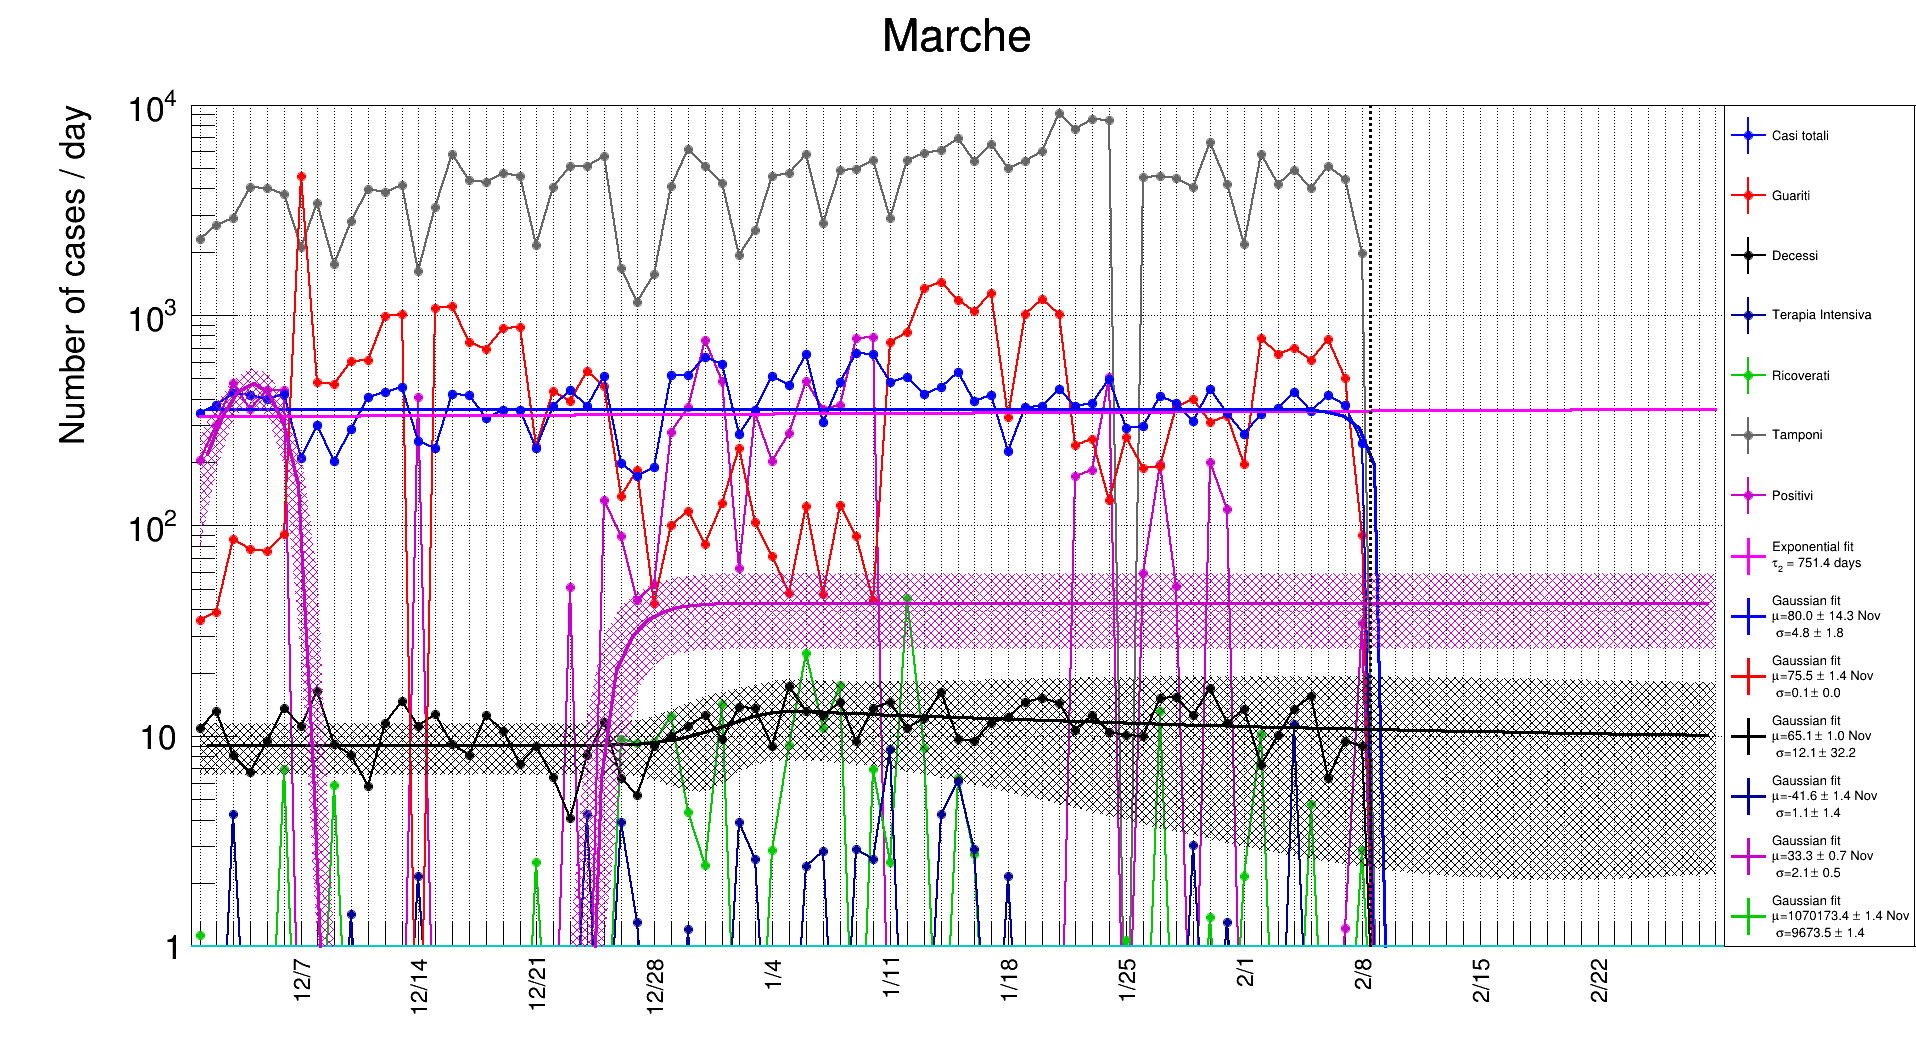 Marche
Number of cases / day
10^4
10^3
10^2
10
1
12/7
12/14
12/21
12/28
1/4
1/11
1/18
1/25
2/1
2/8
2/15
2/22
Casi totali
Guariti
Decessi
Terapia Intensiva
Ricoverati
Tamponi
Positivi
Exponential fit
τ_2 = 751.4 days
Gaussian fit
μ=80.0 ± 14.3 Nov
σ=4.8 ± 1.8
Gaussian fit
μ=75.5 ± 1.4 Nov
σ=0.1 ± 0.0
Gaussian fit
μ=65.1 ± 1.0 Nov
σ=12.1 ± 32.2
Gaussian fit
μ=-41.6 ± 1.4 Nov
σ=1.1 ± 1.4
Gaussian fit
μ=33.3 ± 0.7 Nov
σ=2.1 ± 0.5
Gaussian fit
μ=1070173.4 ± 1.4 Nov
σ=9673.5 ± 1.4